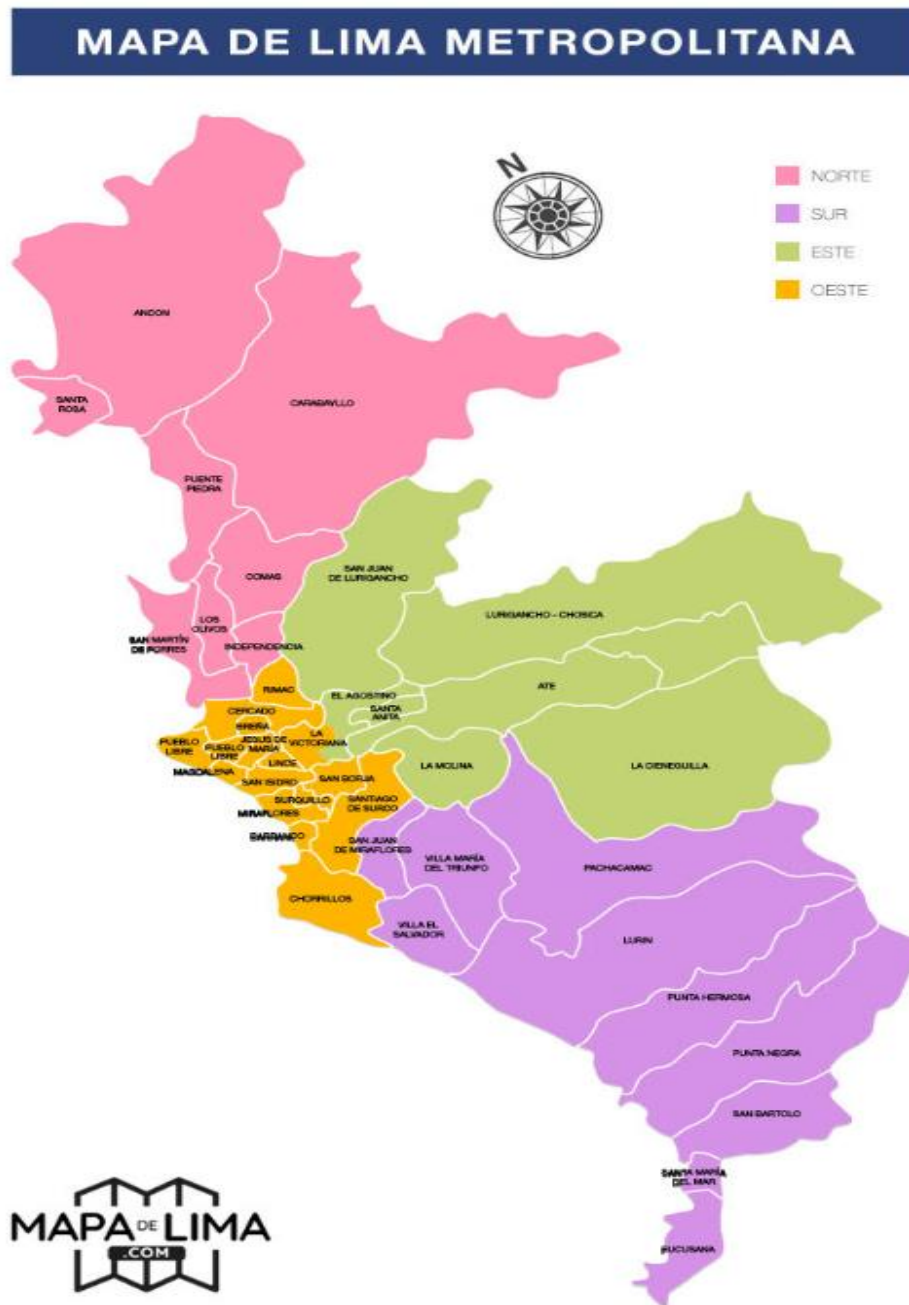 MAPA DE LIMA METROPOLITANA
N
NORTE
SUR
ESTE
OESTE
ANCON
SANTA
ROSA
CARABAYLLO
PUENTE
PIEDRA
COMAS
SAN JUAN
DE LURIGANCHO
LOS
OLIVOS
SAN MARTÍN
DE PORRES
INDEPENDENCIA
LURIGANCHO - CHOSICA
RIMAC
EL AGOSTINO
SANTA
ANITA
ATE
CERCADO
BREÑA
JESUS DE
MARÍA
LA
VICTORIANA
PUEBLO
LIBRE
PUEBLO
LIBRE
LINCE
MAGDALENA
SAN ISIDRO
SAN BORJA
LA MOLINA
LA CIENEGUILLA
SURQUILLO
SANTIAGO
DE SURCO
MIRAFLORES
SAN JUAN
DE MIRAFLORES
VILLA MARÍA
DEL TRIUNFO
PACHACAMAC
CHORRILLOS
VILLA EL
SALVADOR
LURIN
PUNTA HERMOSA
PUNTA NEGRA
SAN BARTOLO
SANTA MARÍA
DEL MAR
PUCUSANA
MAPA DE LIMA
.COM